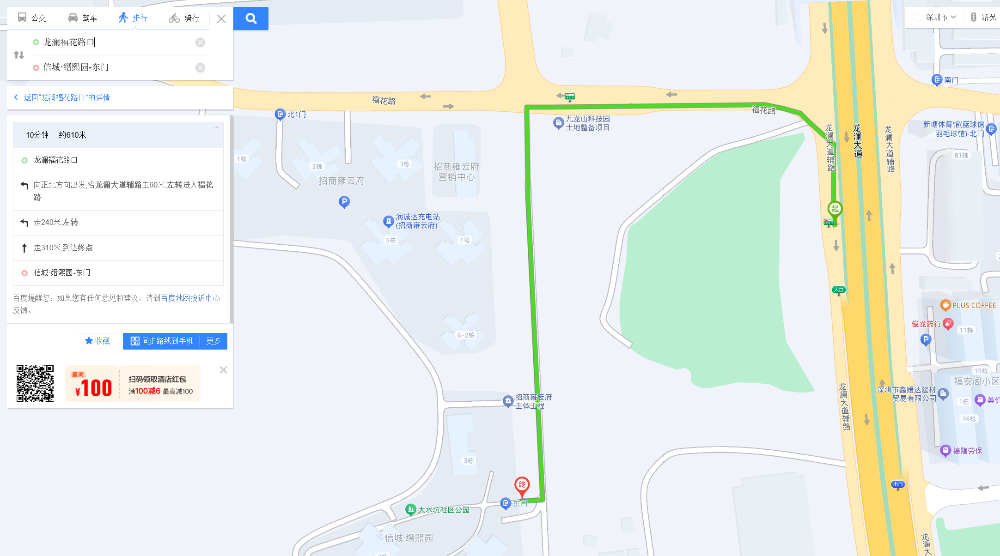 公交
驾车
步行
骑行
龙澜福花路口
信城·缙熙园-东门
返回“龙澜福花路口”的详情
10分钟
约610米
龙澜福花路口
向正北方向出发,沿龙澜大道辅路走60米,左转进入福花
路
走240米,左转
走310米,到达终点
信城·缙熙园-东门
百度提醒您：如果您有任何意见和建议，请到百度地图投诉中心
反馈。
收藏
同步路线到手机
更多
最高
¥100
扫码领取酒店红包
满100减6 最高减100
深圳市
路况
南门
福花路
北1门
福花路
九龙山科技园
土地整备项目
龙澜大道辅路
龙澜大道
龙澜大道辅路
新塘体育馆(篮球馆
羽毛球馆)-北门
B1栋
1栋
2栋
3栋
招商雍云府
营销中心
招商雍云府
P
润诚达充电站
(招商雍云府)
5栋
1号
起
入口
PLUS COFFEE
俊龙药行
11栋
P
6~2栋
19栋
福安阁小区
深圳市鑫媛达建材
贸易有限公司
1栋
美价
36栋
龙澜大道辅路
招商雍云府
主体工程
德隆劳保
3栋
终
东门
出口
大水坑社区公园
信城·缙熙园
龙澜大